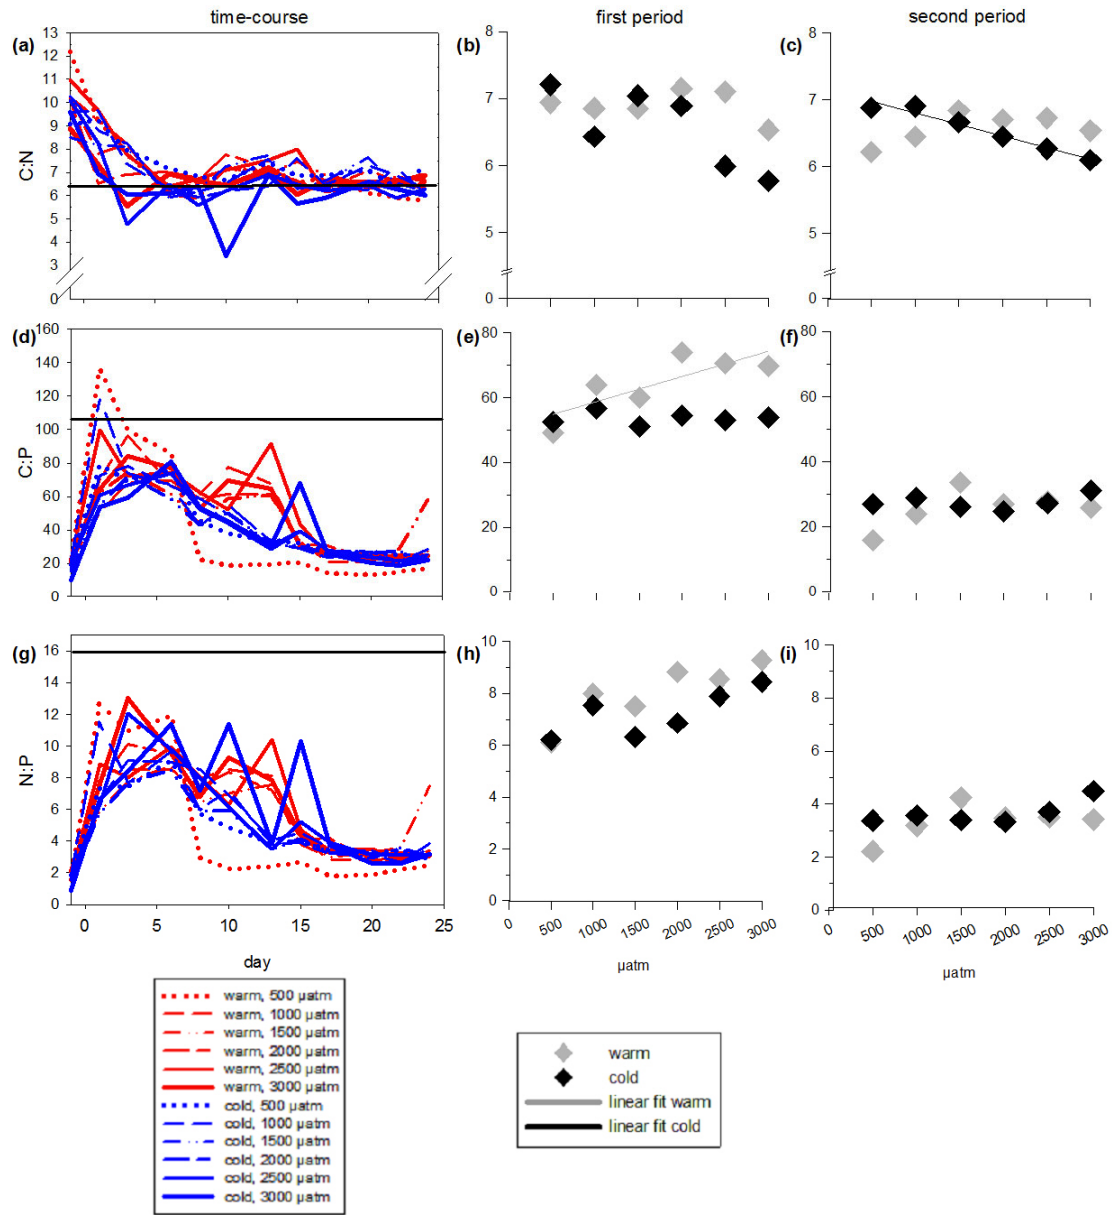 time-course
first period
second period
(a)
13
12
11
10
9
8
7
6
5
4
3
0
C:N
(b)
8
7
6
5
0
(c)
8
7
6
5
0
(d)
160
140
120
100
80
60
40
20
0
C:P
(e)
80
60
40
20
0
(f)
80
60
40
20
0
(g)
16
14
12
10
8
6
4
2
0
N:P
0 5 10 15 20 25
day
(h)
10
8
6
4
2
0
0 500 1000 1500 2000 2500 3000
µatm
(i)
10
8
6
4
2
0
0 500 1000 1500 2000 2500 3000
µatm
warm, 500 µatm
warm, 1000 µatm
warm, 1500 µatm
warm, 2000 µatm
warm, 2500 µatm
warm, 3000 µatm
cold, 500 µatm
cold, 1000 µatm
cold, 1500 µatm
cold, 2000 µatm
cold, 2500 µatm
cold, 3000 µatm
warm
cold
linear fit warm
linear fit cold